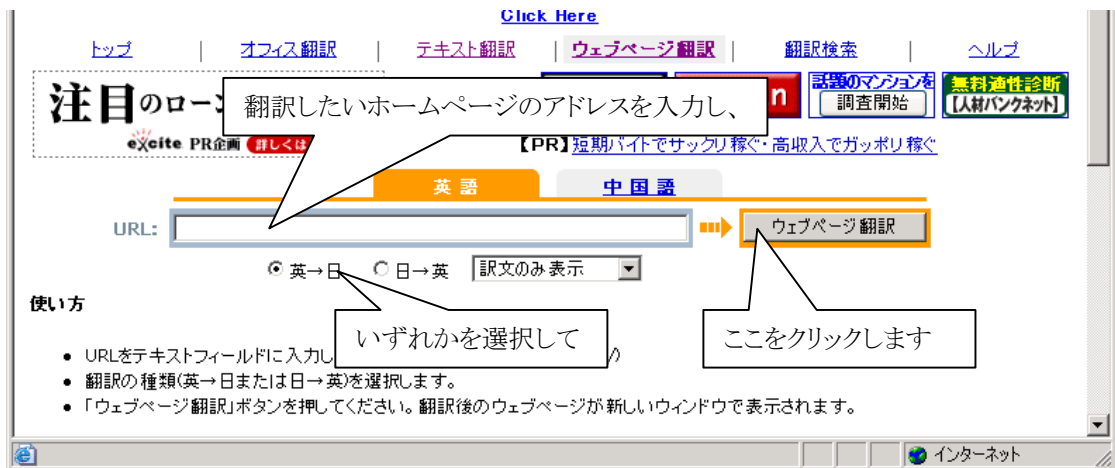 Click Here
トップ | オフィス翻訳 | テキスト翻訳 | ウェブページ翻訳 | 翻訳検索 | ヘルプ
注目のロー
翻訳したいホームページのアドレスを入力し、
n
話題のマンションを
調査開始
無料適性診断
【人材バンクネット】
excite PR企画 詳しくは
【PR】短期バイトでサックリ稼ぐ・高収入でガッポリ稼ぐ
英語 中国語
URL: ウェブページ翻訳
英→日 日→英 訳文のみ表示
使い方
いずれかを選択して
ここをクリックします
• URLをテキストフィールドに入力し
• 翻訳の種類(英→日または日→英)を選択します。
• 「ウェブページ翻訳」ボタンを押してください。翻訳後のウェブページが新しいウィンドウで表示されます。
インターネット